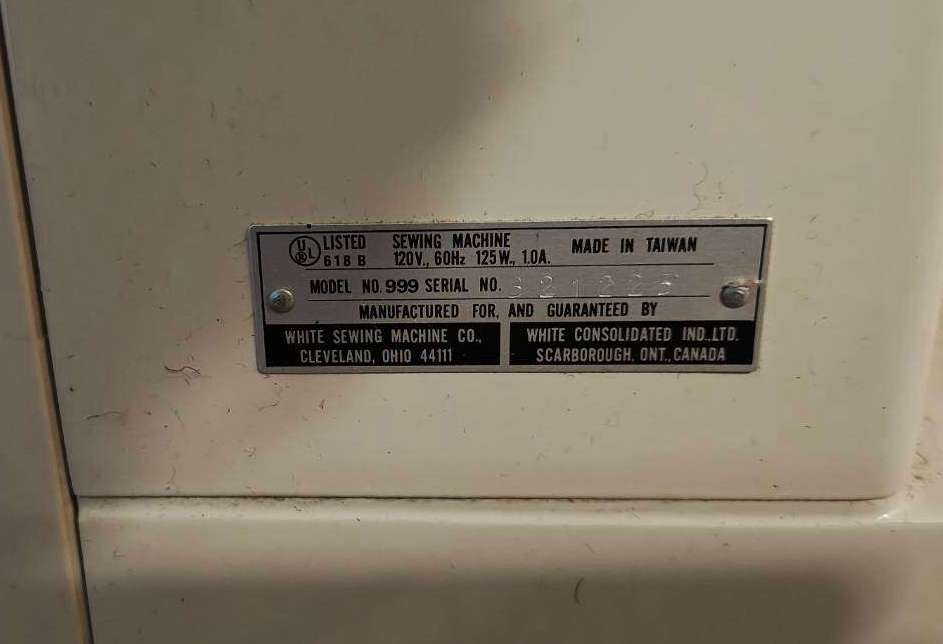 UL LISTED SEWING MACHINE MADE IN TAIWAN
618 B 120V., 60Hz 125W., 1.0A.
MODEL NO. 999 SERIAL NO.
MANUFACTURED FOR, AND GUARANTEED BY
WHITE SEWING MACHINE CO.,
CLEVELAND, OHIO 44111
WHITE CONSOLIDATED IND., LTD.
SCARBOROUGH, ONT., CANADA